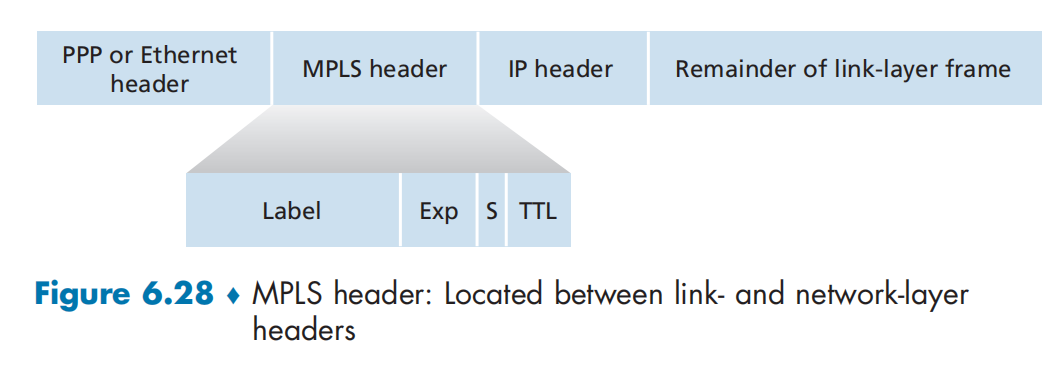 PPP or Ethernet
header
MPLS header
IP header
Remainder of link-layer frame
Label
Exp
S
TTL
Figure 6.28 ♦ MPLS header: Located between link- and network-layer
headers